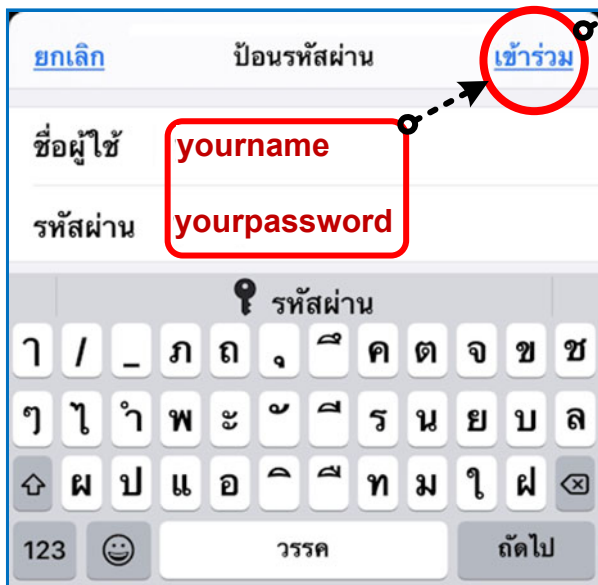 ยกเลิก ป้อนรหัสผ่าน เข้าร่วม
ชื่อผู้ใช้ yourname
รหัสผ่าน yourpassword
รหัสผ่าน
ๅ / _ ภ ถ ุ ึ ค ต จ ข ช
ๆ ไ ำ พ ะ ั ี ร น ย บ ล
ผ ป แ อ ิ ื ท ม ใ ฝ
123 วรรค ถัดไป